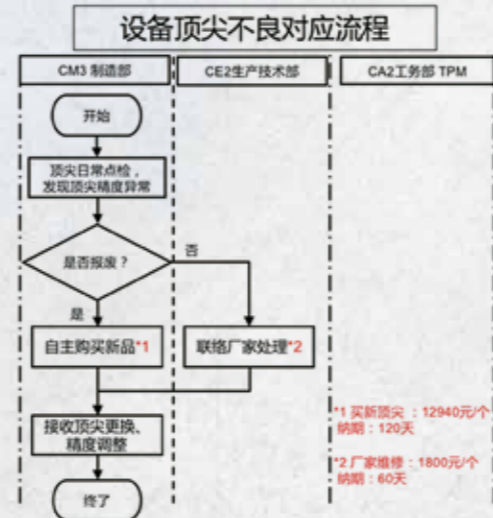 设备顶尖不良对应流程
CM3 制造部
CE2生产技术部
CA2工务部 TPM
开始
顶尖日常点检，
发现顶尖精度异常
是否报废？
否
是
自主购买新品*1
联络厂家处理*2
接收顶尖更换、
精度调整
*1 买新顶尖 ：12940元/个
纳期：120天
*2 厂家维修：1800元/个
纳期：60天
终了